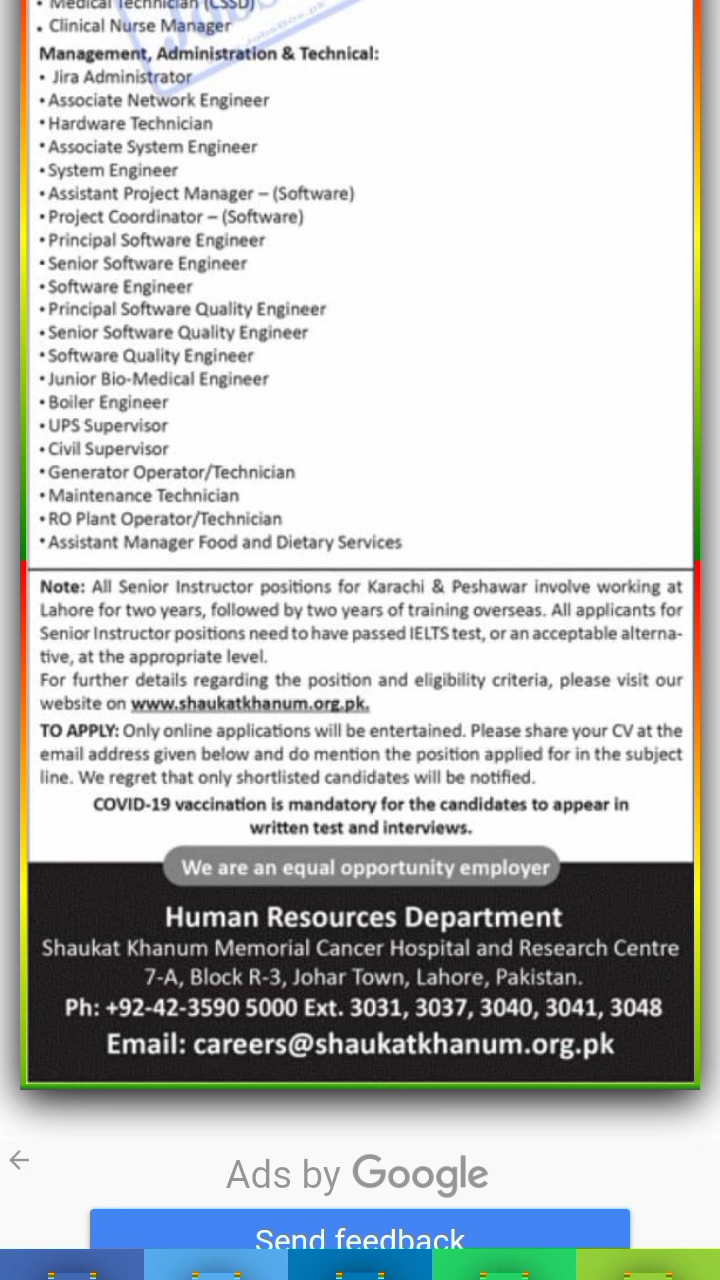 • Medical Technician (CSSD)
• Clinical Nurse Manager
JobsBox.pk
Management, Administration & Technical:
• Jira Administrator
• Associate Network Engineer
• Hardware Technician
• Associate System Engineer
• System Engineer
• Assistant Project Manager – (Software)
• Project Coordinator – (Software)
• Principal Software Engineer
• Senior Software Engineer
• Software Engineer
• Principal Software Quality Engineer
• Senior Software Quality Engineer
• Software Quality Engineer
• Junior Bio-Medical Engineer
• Boiler Engineer
• UPS Supervisor
• Civil Supervisor
• Generator Operator/Technician
• Maintenance Technician
• RO Plant Operator/Technician
• Assistant Manager Food and Dietary Services
Note: All Senior Instructor positions for Karachi & Peshawar involve working at
Lahore for two years, followed by two years of training overseas. All applicants for
Senior Instructor positions need to have passed IELTS test, or an acceptable alterna-
tive, at the appropriate level.
For further details regarding the position and eligibility criteria, please visit our
website on www.shaukatkhanum.org.pk.
TO APPLY: Only online applications will be entertained. Please share your CV at the
email address given below and do mention the position applied for in the subject
line. We regret that only shortlisted candidates will be notified.
COVID-19 vaccination is mandatory for the candidates to appear in
written test and interviews.
We are an equal opportunity employer
Human Resources Department
Shaukat Khanum Memorial Cancer Hospital and Research Centre
7-A, Block R-3, Johar Town, Lahore, Pakistan.
Ph: +92-42-3590 5000 Ext. 3031, 3037, 3040, 3041, 3048
Email: careers@shaukatkhanum.org.pk
Ads by Google
Send feedback